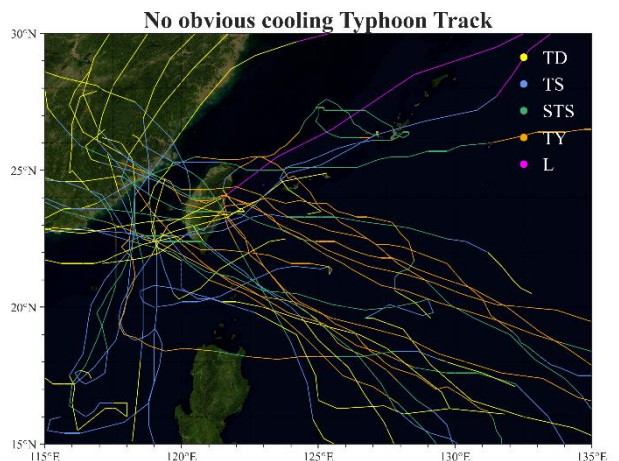 No obvious cooling Typhoon Track
30°N
TD
TS
STS
TY
L
25°N
20°N
15°N
115°E 120°E 125°E 130°E 135°E